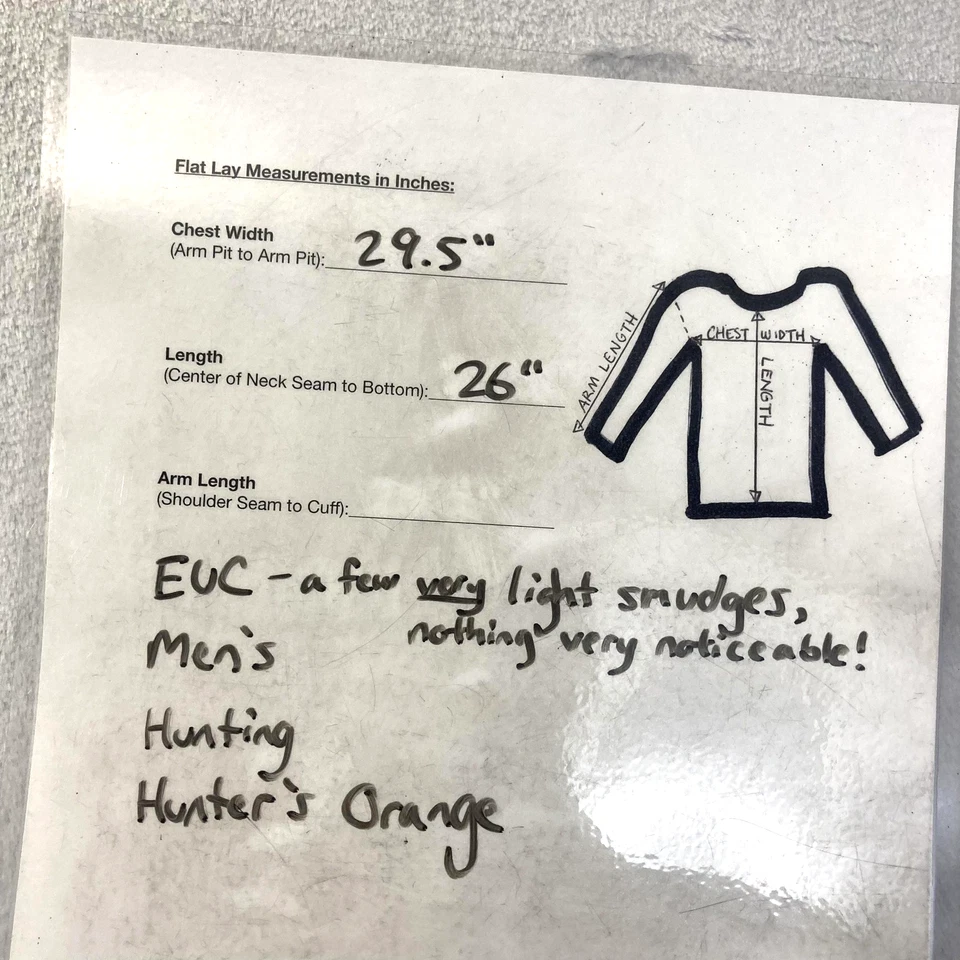 Flat Lay Measurements in Inches:
Chest Width
(Arm Pit to Arm Pit): 29.5"
Length
(Center of Neck Seam to Bottom): 26"
Arm Length
(Shoulder Seam to Cuff):
ARM LENGTH
CHEST WIDTH
LENGTH
EUC - a few very light smudges,
nothing very noticeable!
Men's
Hunting
Hunter's Orange